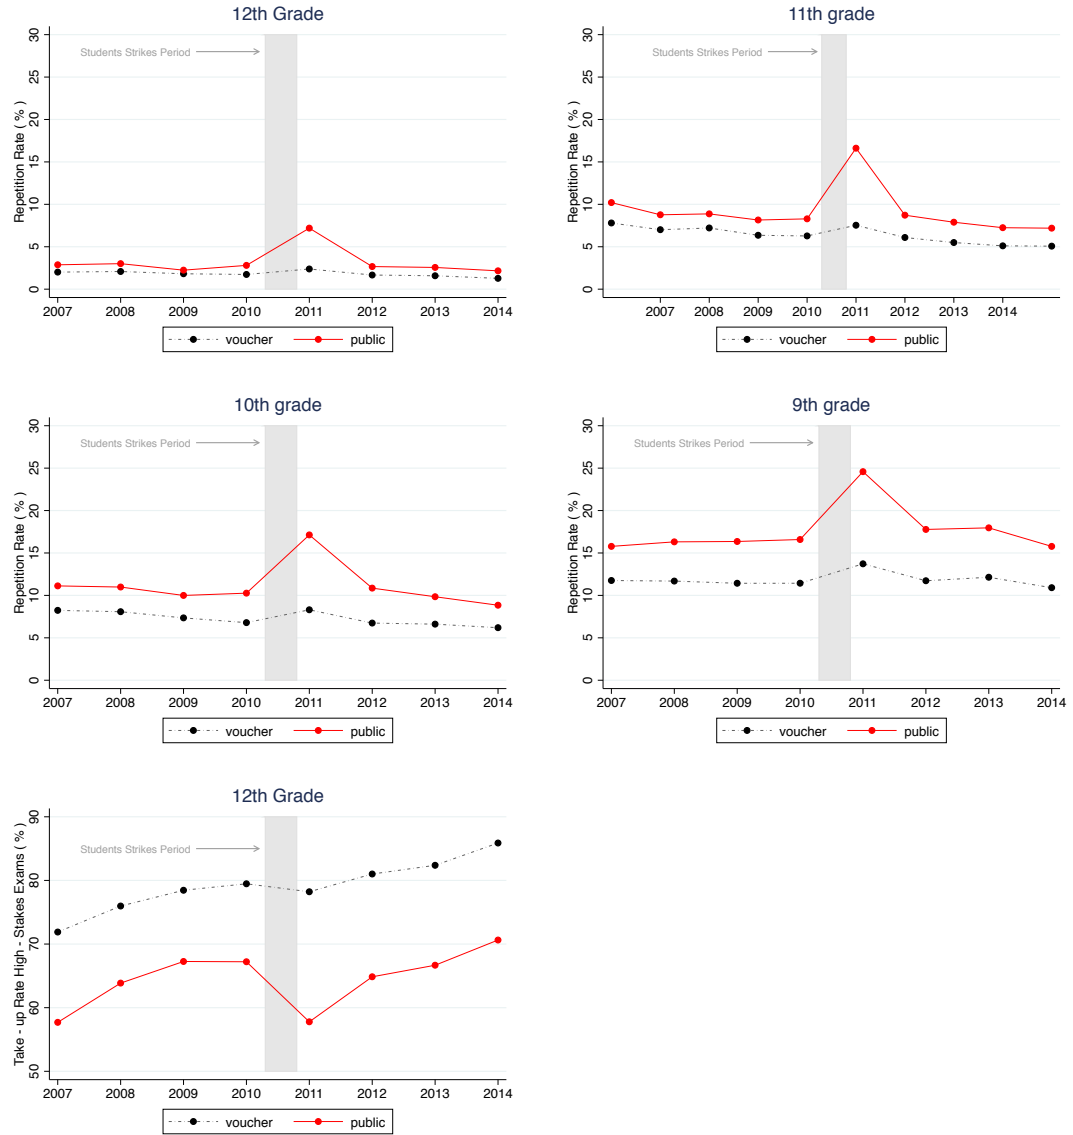 12th Grade
Repetition Rate ( % )
30
25
20
15
10
5
0
Students Strikes Period
2007 2008 2009 2010 2011 2012 2013 2014
voucher public
11th grade
Repetition Rate ( % )
30
25
20
15
10
5
0
Students Strikes Period
2007 2008 2009 2010 2011 2012 2013 2014
voucher public
10th grade
Repetition Rate ( % )
30
25
20
15
10
5
0
Students Strikes Period
2007 2008 2009 2010 2011 2012 2013 2014
voucher public
9th grade
Repetition Rate ( % )
30
25
20
15
10
5
0
Students Strikes Period
2007 2008 2009 2010 2011 2012 2013 2014
voucher public
12th Grade
Take - up Rate High - Stakes Exams ( % )
90
80
70
60
50
Students Strikes Period
2007 2008 2009 2010 2011 2012 2013 2014
voucher public